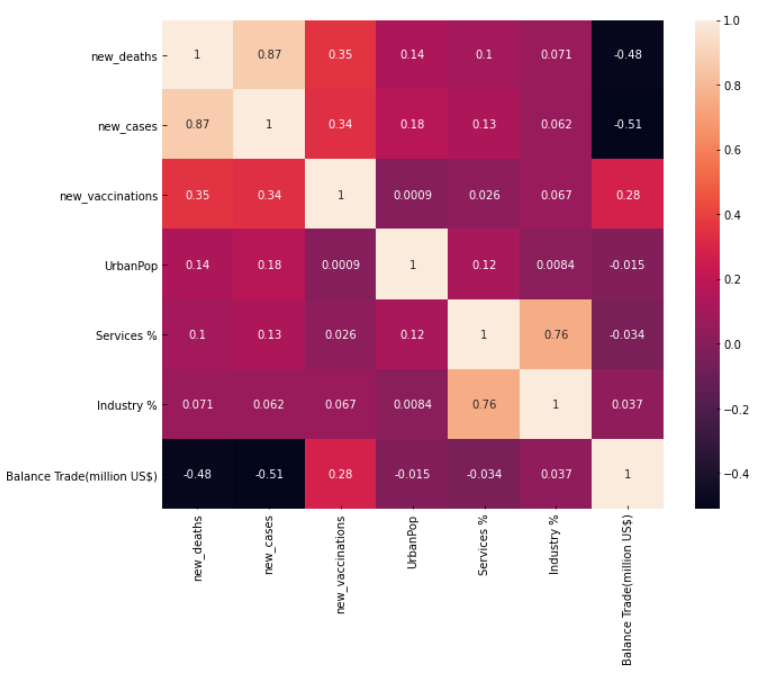 new_deaths 1 0.87 0.35 0.14 0.1 0.071 -0.48
new_cases 0.87 1 0.34 0.18 0.13 0.062 -0.51
new_vaccinations 0.35 0.34 1 0.0009 0.026 0.067 0.28
UrbanPop 0.14 0.18 0.0009 1 0.12 0.0084 -0.015
Services % 0.1 0.13 0.026 0.12 1 0.76 -0.034
Industry % 0.071 0.062 0.067 0.0084 0.76 1 0.037
Balance Trade(million US$) -0.48 -0.51 0.28 -0.015 -0.034 0.037 1
new_deaths
new_cases
new_vaccinations
UrbanPop
Services %
Industry %
Balance Trade(million US$)
1.0
0.8
0.6
0.4
0.2
0.0
−0.2
−0.4